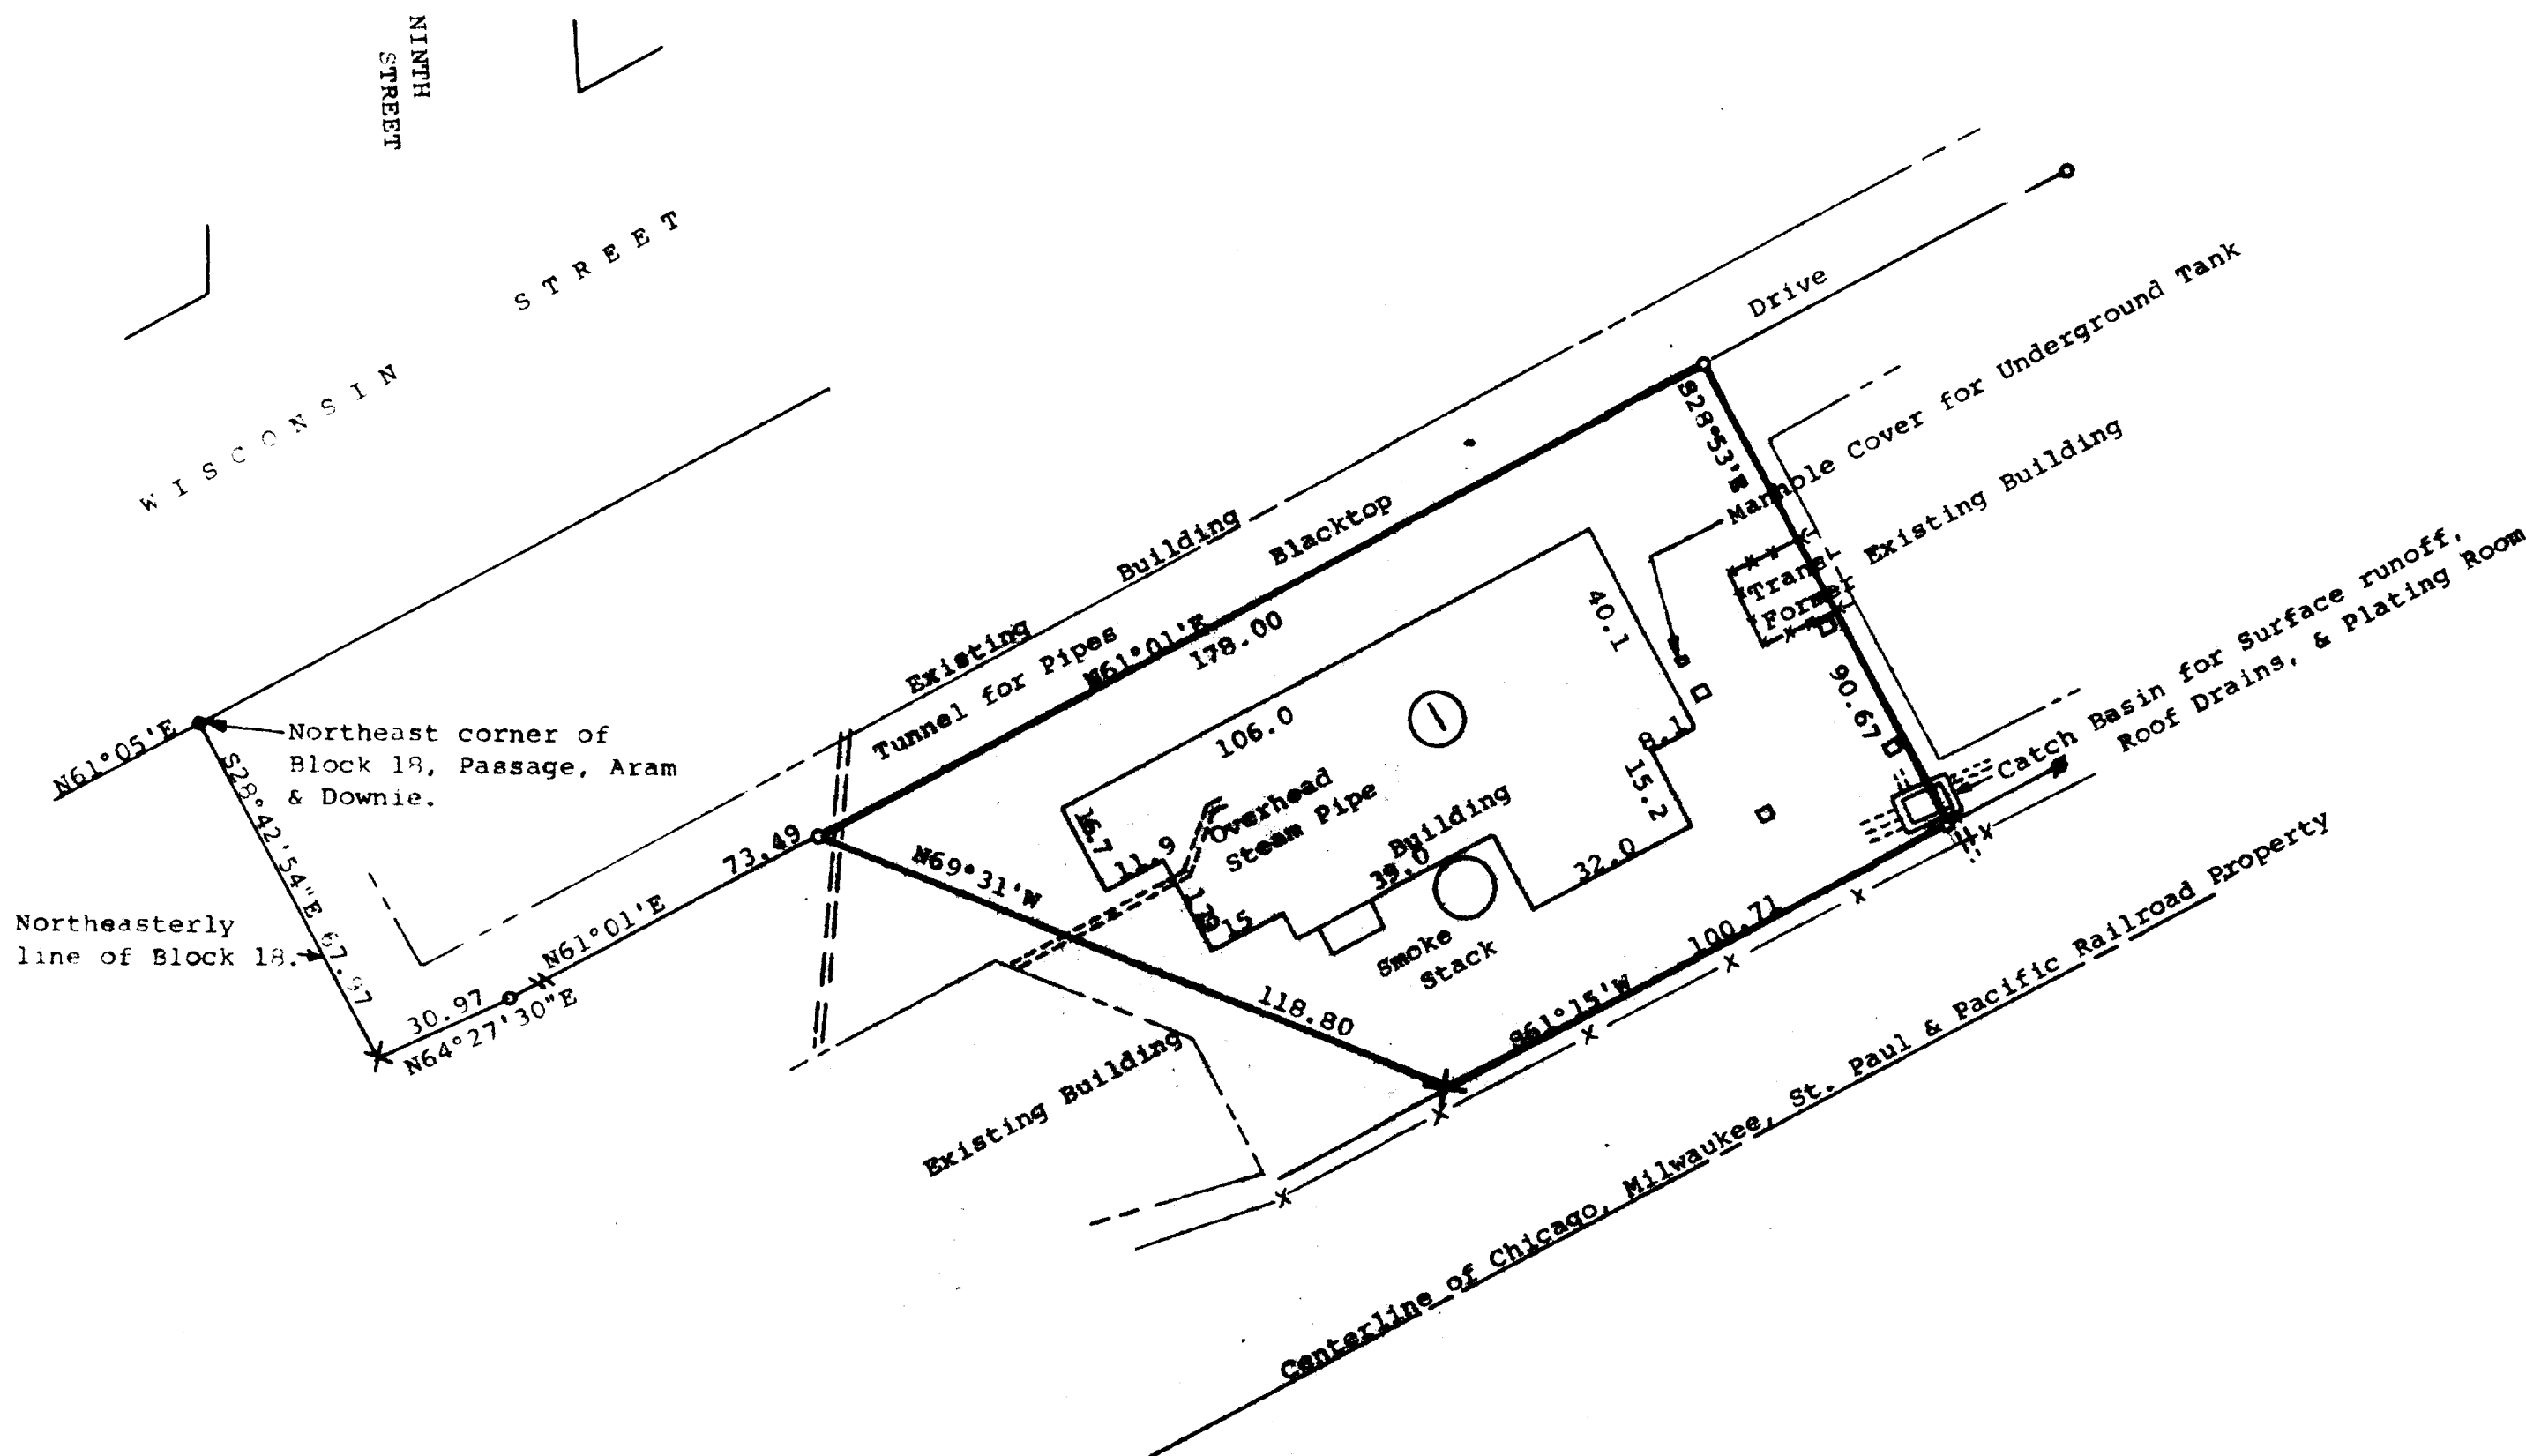 NINTH
STREET
WISCONSIN STREET
Drive
Manhole Cover for Underground Tank
S28°53'E
Existing Building
Existing Building
Blacktop
Tunnel for Pipes
N61°01'E
178.00
Trans-
Former
Catch Basin for Surface runoff,
Roof Drains, & Plating Room
40.1
90.67
106.0
1
8.1
15.2
N61°05'E
Northeast corner of
Block 18, Passage, Aram
& Downie.
S28°42'54"E 67.97
Northeasterly
line of Block 18.
73.49
N61°01'E
30.97
N64°27'30"E
N69°31'W
118.80
16.7
11.9
15
Overhead
Steam Pipe
Building
39.0
32.0
Smoke
Stack
100.71
S61°15'W
Existing Building
Centerline of Chicago, Milwaukee, St. Paul & Pacific Railroad Property